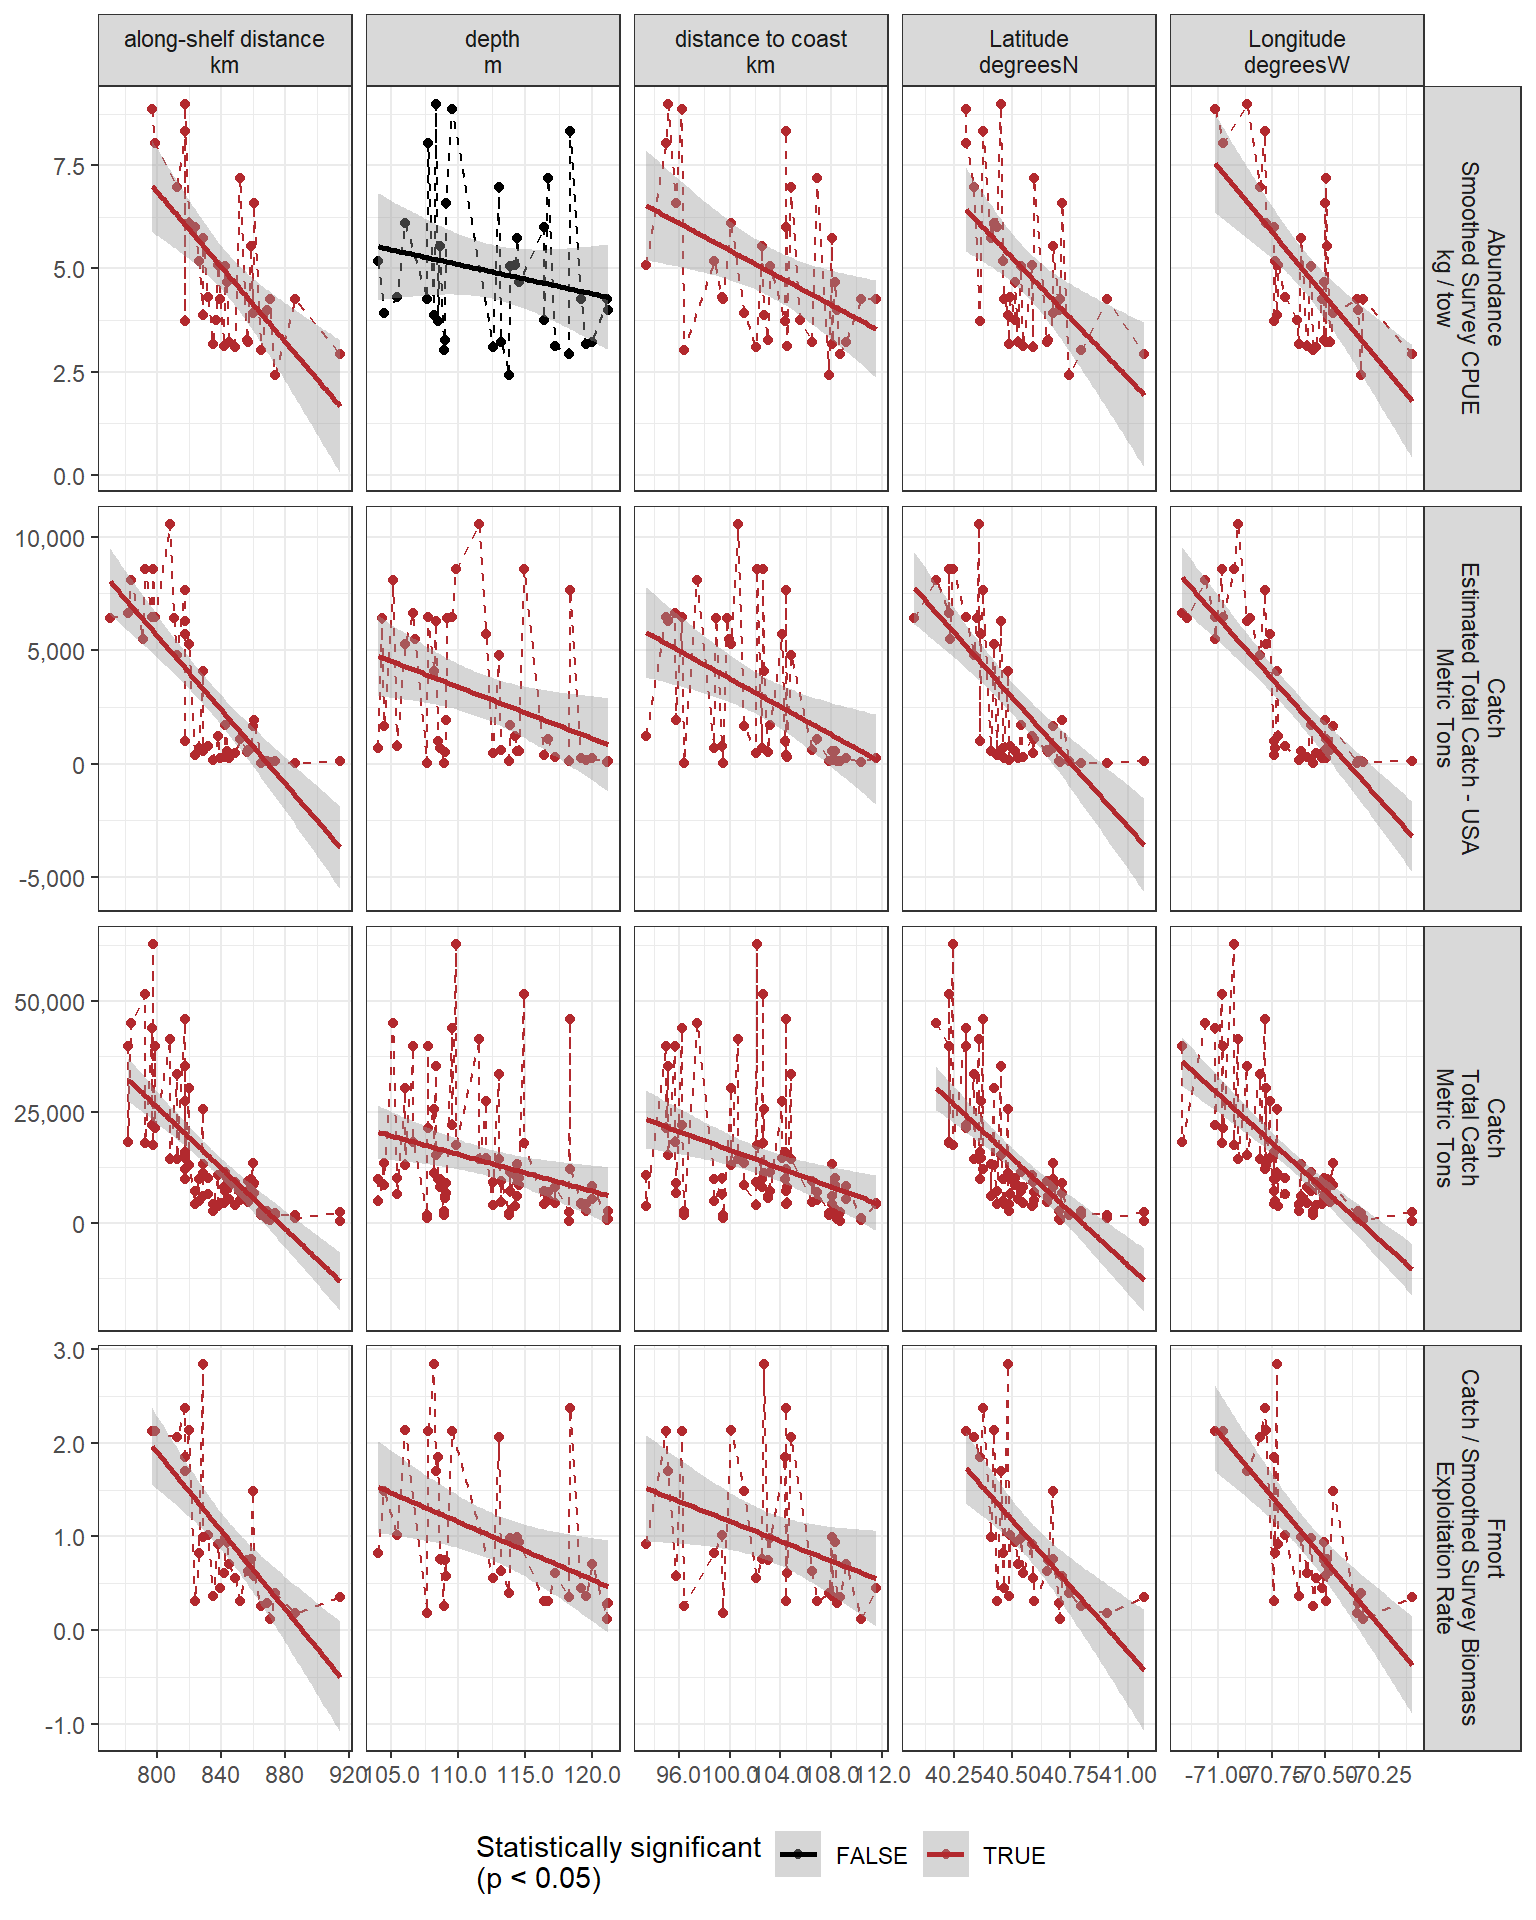 along-shelf distance
km
depth
m
distance to coast
km
Latitude
degreesN
Longitude
degreesW
7.5
5.0
2.5
0.0
Abundance
Smoothed Survey CPUE
kg / tow
10,000
5,000
0
-5,000
Catch
Estimated Total Catch - USA
Metric Tons
50,000
25,000
0
Catch
Total Catch
Metric Tons
3.0
2.0
1.0
0.0
-1.0
Fmort
Catch / Smoothed Survey Biomass
Exploitation Rate
800 840 880 920
105.0 110.0 115.0 120.0
96.0 100.0 104.0 108.0 112.0
40.25 40.50 40.75 41.00
-71.00 -70.75 -70.50 -70.25
Statistically significant
(p < 0.05)
FALSE
TRUE